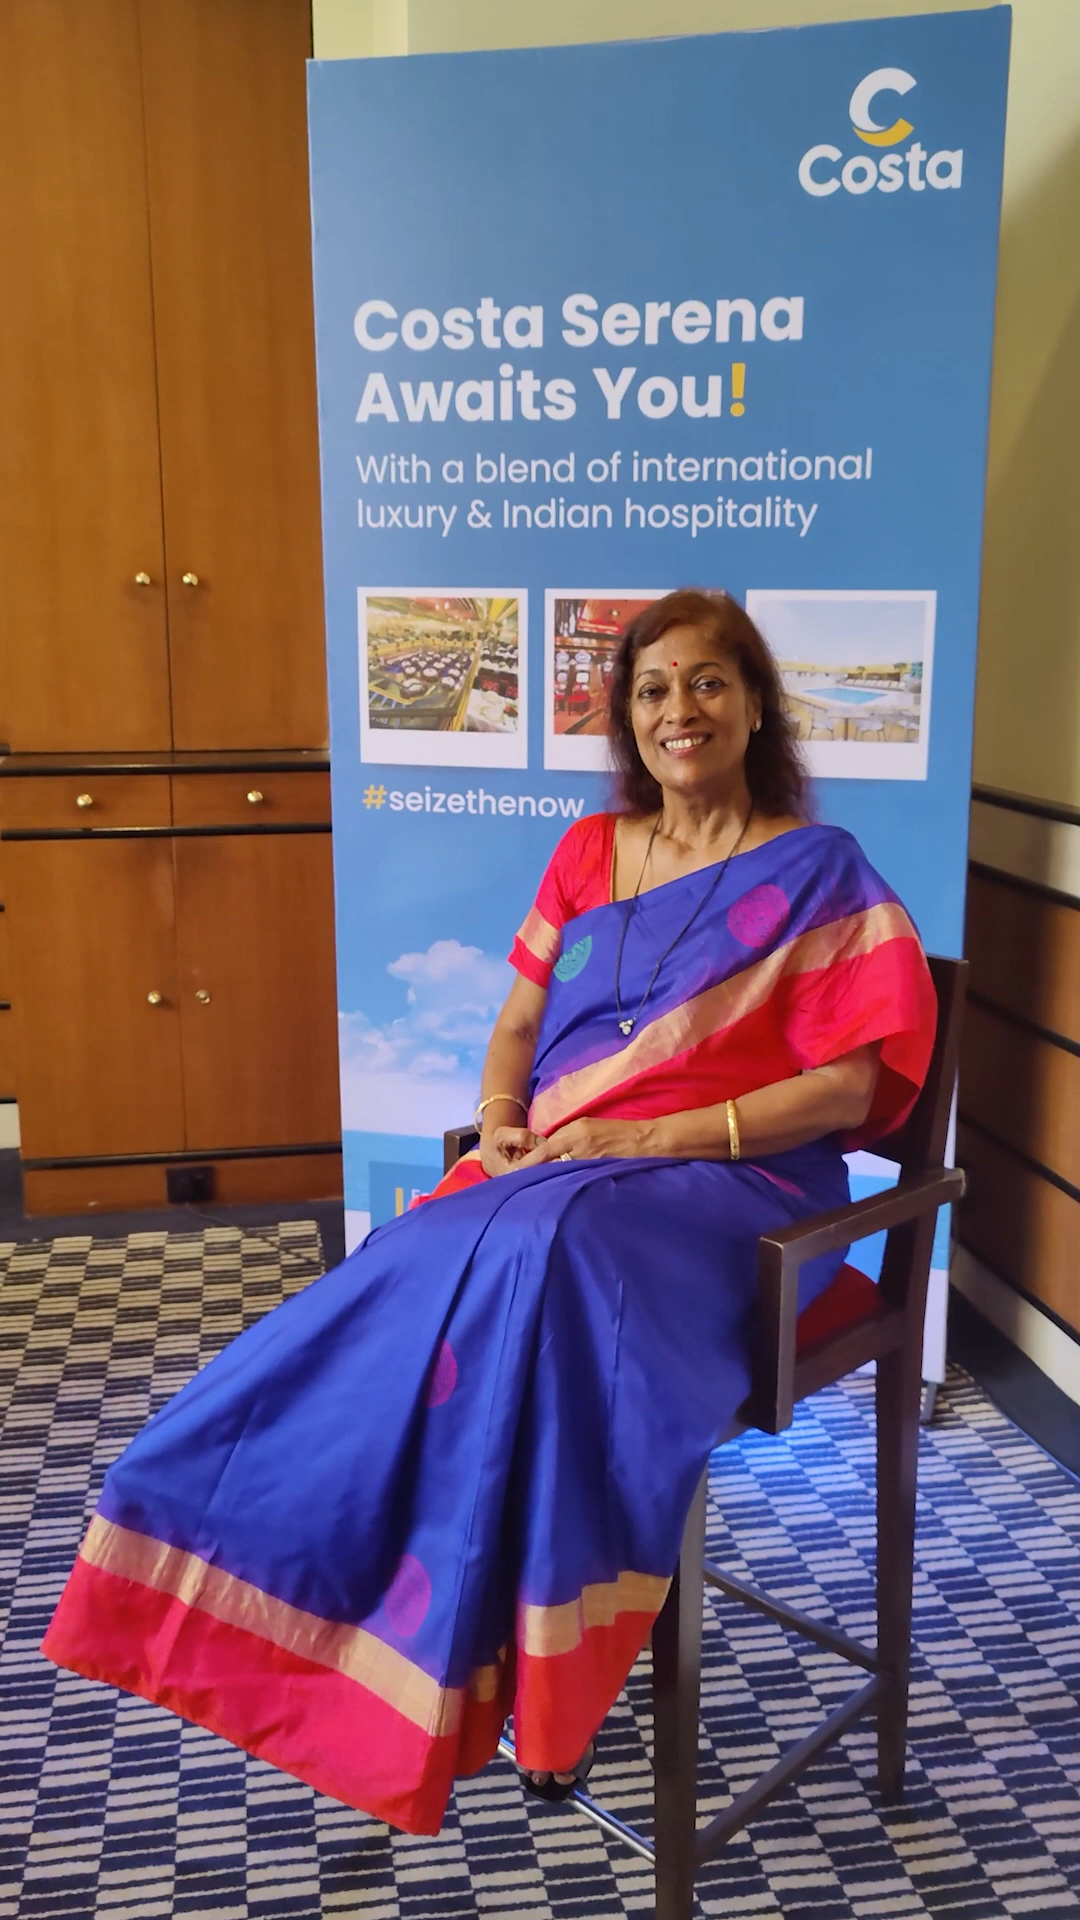 Costa
Costa Serena
Awaits You!
With a blend of international
luxury & Indian hospitality
#seizethenow